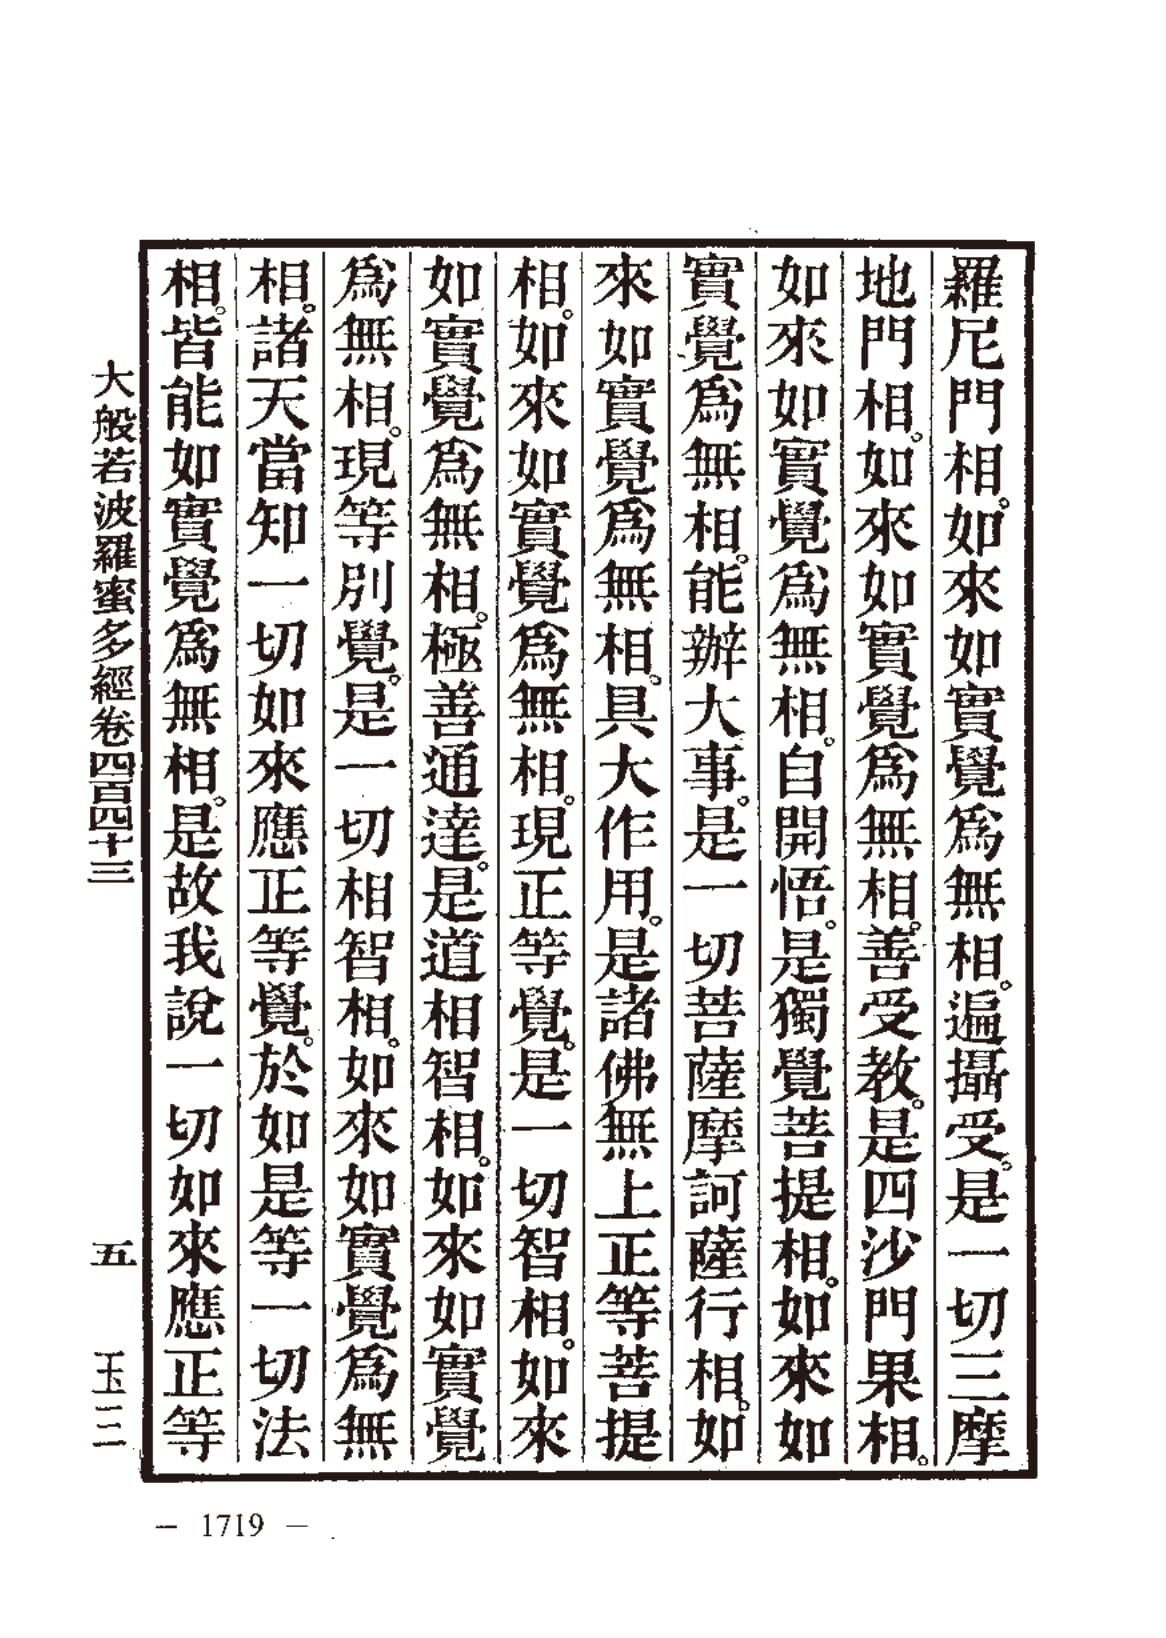 羅尼門相。如來如實覺爲無相。遍攝受。是一切三摩
地門相。如來如實覺爲無相。善受教。是四沙門果相。
如來如實覺爲無相。自開悟。是獨覺菩提相。如來如
實覺爲無相。能辦大事。是一切菩薩摩訶薩行相。如
來如實覺爲無相。具大作用。是諸佛無上正等菩提
相。如來如實覺爲無相。現正等覺。是一切智相。如來
如實覺爲無相。極善通達。是道相智相。如來如實覺
爲無相。現等別覺。是一切相智相。如來如實覺爲無
相。諸天當知一切如來應正等覺。於如是等一切法
相。皆能如實覺爲無相。是故我說一切如來應正等
大般若波羅蜜多經卷四百四十三 五 玉三
— 1719 —